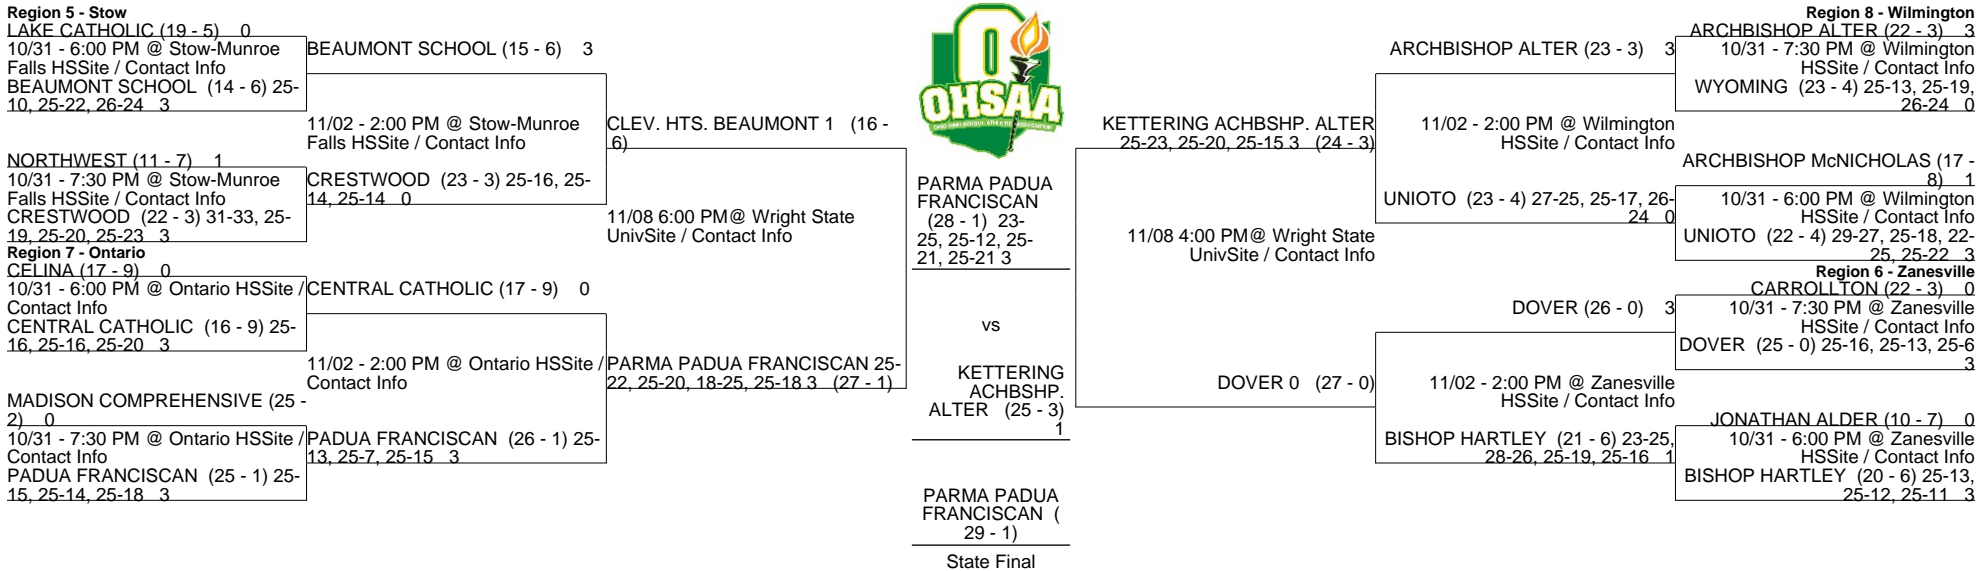 Region 5 - Stow
LAKE CATHOLIC (19 - 5) 0
10/31 - 6:00 PM @ Stow-Munroe
Falls HSSite / Contact Info
BEAUMONT SCHOOL (14 - 6) 25-
10, 25-22, 26-24 3
NORTHWEST (11 - 7) 1
10/31 - 7:30 PM @ Stow-Munroe
Falls HSSite / Contact Info
CRESTWOOD (22 - 3) 31-33, 25-
19, 25-20, 25-23 3
Region 7 - Ontario
CELINA (17 - 9) 0
10/31 - 6:00 PM @ Ontario HSSite /
Contact Info
CENTRAL CATHOLIC (16 - 9) 25-
16, 25-16, 25-20 3
MADISON COMPREHENSIVE (25 -
2) 0
10/31 - 7:30 PM @ Ontario HSSite /
Contact Info
PADUA FRANCISCAN (25 - 1) 25-
15, 25-14, 25-18 3
BEAUMONT SCHOOL (15 - 6) 3
11/02 - 2:00 PM @ Stow-Munroe
Falls HSSite / Contact Info
CRESTWOOD (23 - 3) 25-16, 25-
14, 25-14 0
CENTRAL CATHOLIC (17 - 9) 0
11/02 - 2:00 PM @ Ontario HSSite /
Contact Info
PADUA FRANCISCAN (26 - 1) 25-
13, 25-7, 25-15 3
CLEV. HTS. BEAUMONT 1 (16 -
6)
11/08 6:00 PM@ Wright State
UnivSite / Contact Info
PARMA PADUA FRANCISCAN 25-
22, 25-20, 18-25, 25-18 3 (27 - 1)
OHSAA
PARMA PADUA
FRANCISCAN
(28 - 1) 23-
25, 25-12, 25-
21, 25-21 3
vs
KETTERING
ACHBSHP.
ALTER (25 - 3)
1
PARMA PADUA
FRANCISCAN (
29 - 1)
State Final
KETTERING ACHBSHP. ALTER
25-23, 25-20, 25-15 3 (24 - 3)
11/08 4:00 PM@ Wright State
UnivSite / Contact Info
DOVER 0 (27 - 0)
ARCHBISHOP ALTER (23 - 3) 3
11/02 - 2:00 PM @ Wilmington
HSSite / Contact Info
UNIOTO (23 - 4) 27-25, 25-17, 26-
24 0
DOVER (26 - 0) 3
11/02 - 2:00 PM @ Zanesville
HSSite / Contact Info
BISHOP HARTLEY (21 - 6) 23-25,
28-26, 25-19, 25-16 1
Region 8 - Wilmington
ARCHBISHOP ALTER (22 - 3) 3
10/31 - 7:30 PM @ Wilmington
HSSite / Contact Info
WYOMING (23 - 4) 25-13, 25-19,
26-24 0
ARCHBISHOP McNICHOLAS (17 -
8) 1
10/31 - 6:00 PM @ Wilmington
HSSite / Contact Info
UNIOTO (22 - 4) 29-27, 25-18, 22-
25, 25-22 3
Region 6 - Zanesville
CARROLLTON (22 - 3) 0
10/31 - 7:30 PM @ Zanesville
HSSite / Contact Info
DOVER (25 - 0) 25-16, 25-13, 25-6
3
JONATHAN ALDER (10 - 7) 0
10/31 - 6:00 PM @ Zanesville
HSSite / Contact Info
BISHOP HARTLEY (20 - 6) 25-13,
25-12, 25-11 3